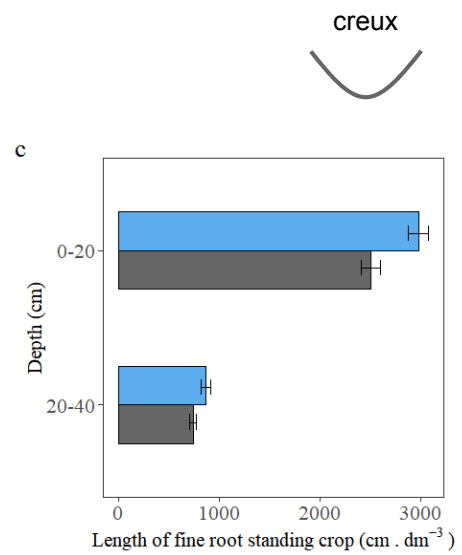 creux
c
Depth (cm)
0-20
20-40
0 1000 2000 3000
Length of fine root standing crop (cm . dm⁻³ )